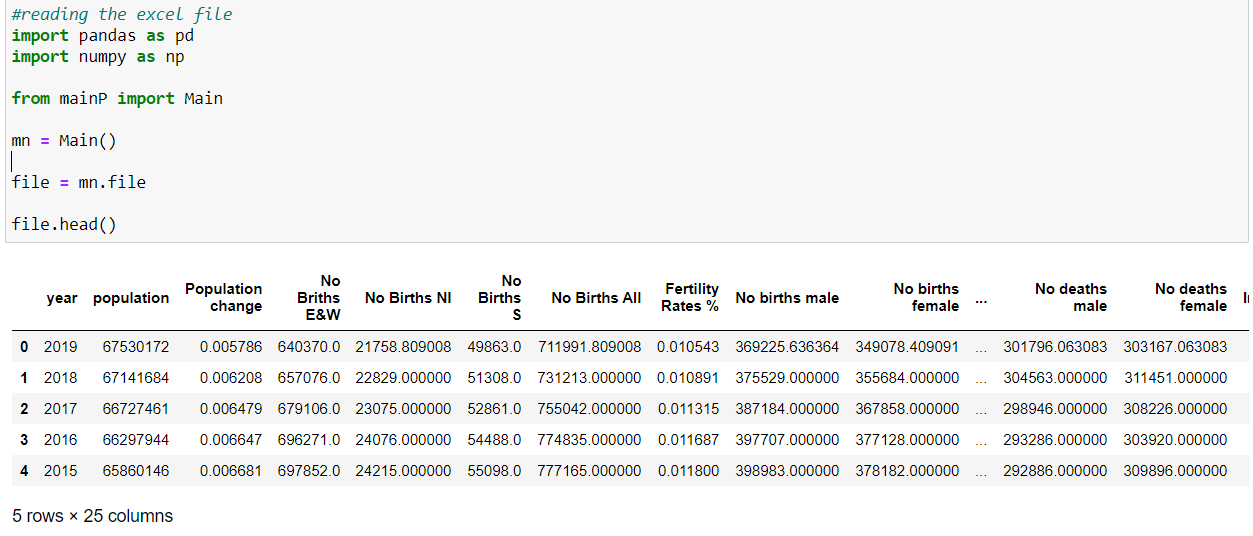 #reading the excel file
import pandas as pd
import numpy as np
from mainP import Main
mn = Main()
file = mn.file
file.head()
year population Population change No Briths E&W No Births NI No Births S No Births All Fertility Rates % No births male No births female ... No deaths male No deaths female
0 2019 67530172 0.005786 640370.0 21758.809008 49863.0 711991.809008 0.010543 369225.636364 349078.409091 ... 301796.063083 303167.063083
1 2018 67141684 0.006208 657076.0 22829.000000 51308.0 731213.000000 0.010891 375529.000000 355684.000000 ... 304563.000000 311451.000000
2 2017 66727461 0.006479 679106.0 23075.000000 52861.0 755042.000000 0.011315 387184.000000 367858.000000 ... 298946.000000 308226.000000
3 2016 66297944 0.006647 696271.0 24076.000000 54488.0 774835.000000 0.011687 397707.000000 377128.000000 ... 293286.000000 303920.000000
4 2015 65860146 0.006681 697852.0 24215.000000 55098.0 777165.000000 0.011800 398983.000000 378182.000000 ... 292886.000000 309896.000000
5 rows × 25 columns